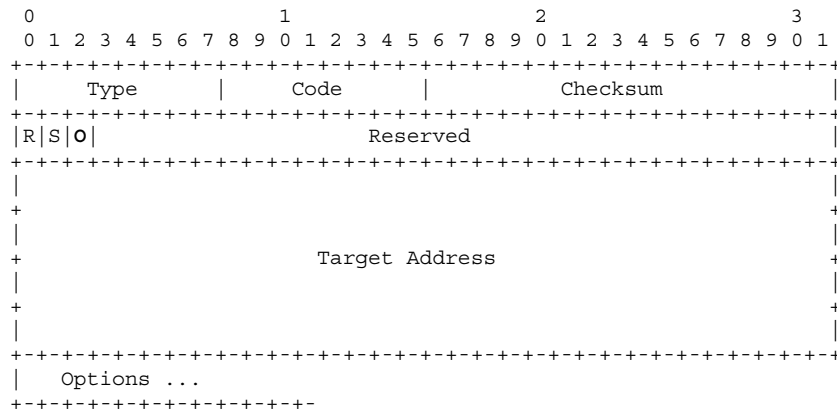 0                   1                   2                   3
0 1 2 3 4 5 6 7 8 9 0 1 2 3 4 5 6 7 8 9 0 1 2 3 4 5 6 7 8 9 0 1
+-+-+-+-+-+-+-+-+-+-+-+-+-+-+-+-+-+-+-+-+-+-+-+-+-+-+-+-+-+-+-+-+
|     Type      |     Code      |          Checksum             |
+-+-+-+-+-+-+-+-+-+-+-+-+-+-+-+-+-+-+-+-+-+-+-+-+-+-+-+-+-+-+-+-+
|R|S|O|                     Reserved                            |
+-+-+-+-+-+-+-+-+-+-+-+-+-+-+-+-+-+-+-+-+-+-+-+-+-+-+-+-+-+-+-+-+
|                                                               |
+                                                               +
|                                                               |
+                       Target Address                          +
|                                                               |
+                                                               +
|                                                               |
+-+-+-+-+-+-+-+-+-+-+-+-+-+-+-+-+-+-+-+-+-+-+-+-+-+-+-+-+-+-+-+-+
|   Options ...
+-+-+-+-+-+-+-+-+-+-+-+-